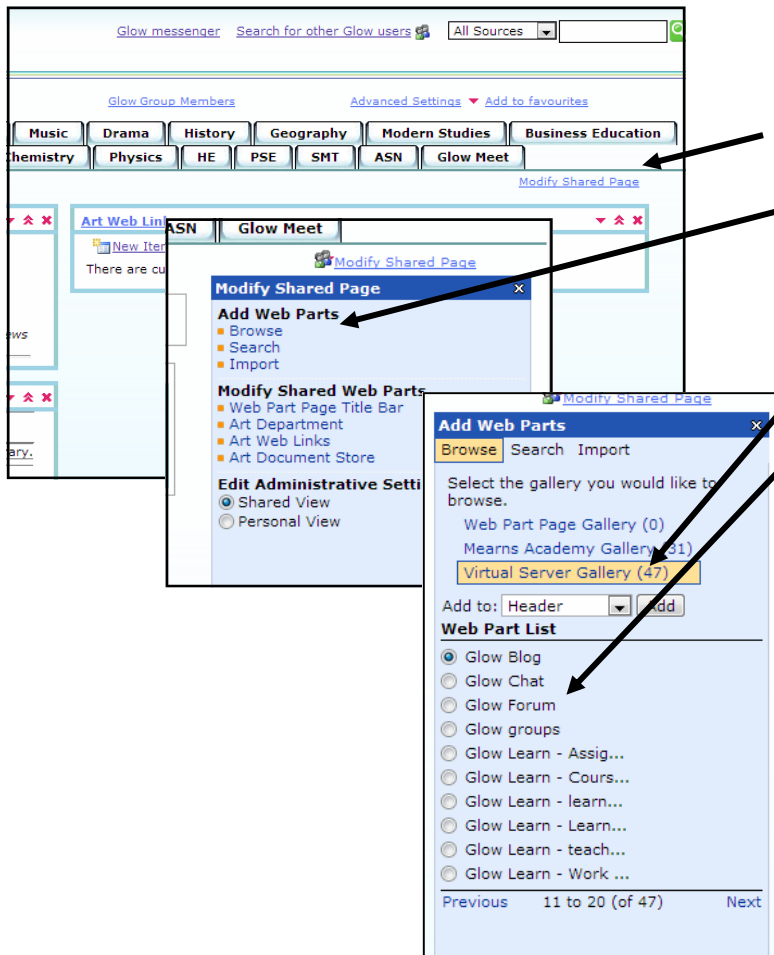 Glow messenger Search for other Glow users All Sources
Glow Group Members Advanced Settings Add to favourites
Music Drama History Geography Modern Studies Business Education
hemistry Physics HE PSE SMT ASN Glow Meet
Modify Shared Page
Art Web Lin
New Iter
There are cu
ews
ary.
ASN Glow Meet
Modify Shared Page
Modify Shared Page x
Add Web Parts
Browse
Search
Import
Modify Shared Web Parts
Web Part Page Title Bar
Art Department
Art Web Links
Art Document Store
Edit Administrative Setti
Shared View
Personal View
Modify Shared Page
Add Web Parts x
Browse Search Import
Select the gallery you would like to
browse.
Web Part Page Gallery (0)
Mearns Academy Gallery (31)
Virtual Server Gallery (47)
Add to: Header Add
Web Part List
Glow Blog
Glow Chat
Glow Forum
Glow groups
Glow Learn - Assig...
Glow Learn - Cours...
Glow Learn - learn...
Glow Learn - Learn...
Glow Learn - teach...
Glow Learn - Work ...
Previous 11 to 20 (of 47) Next